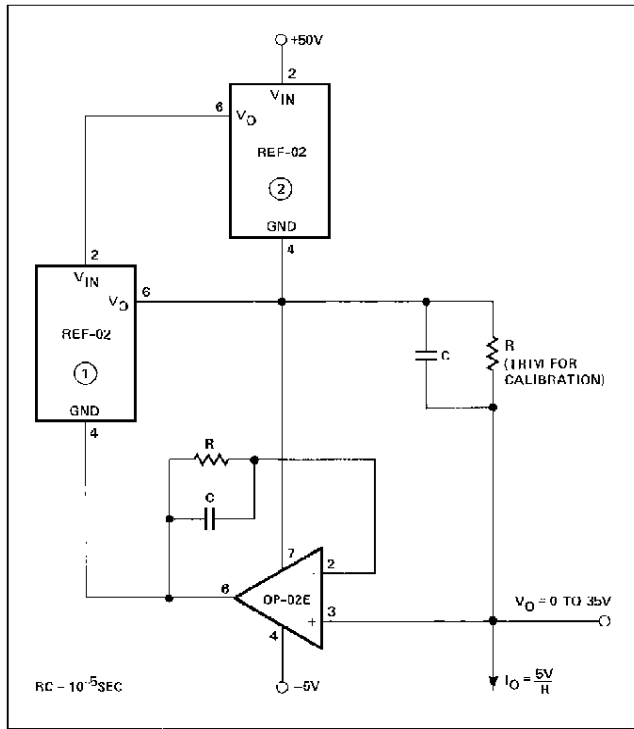 +50V
2
VIN
6
VO
REF-02
2
GND
4
2
VIN
6
VO
REF-02
1
GND
4
C
R
(TRIM FOR
CALIBRATION)
R
C
7
2
-
6
OP-02E
3
+
4
VO = 0 TO 35V
RC - 10-5SEC
-5V
IO = 5V/R